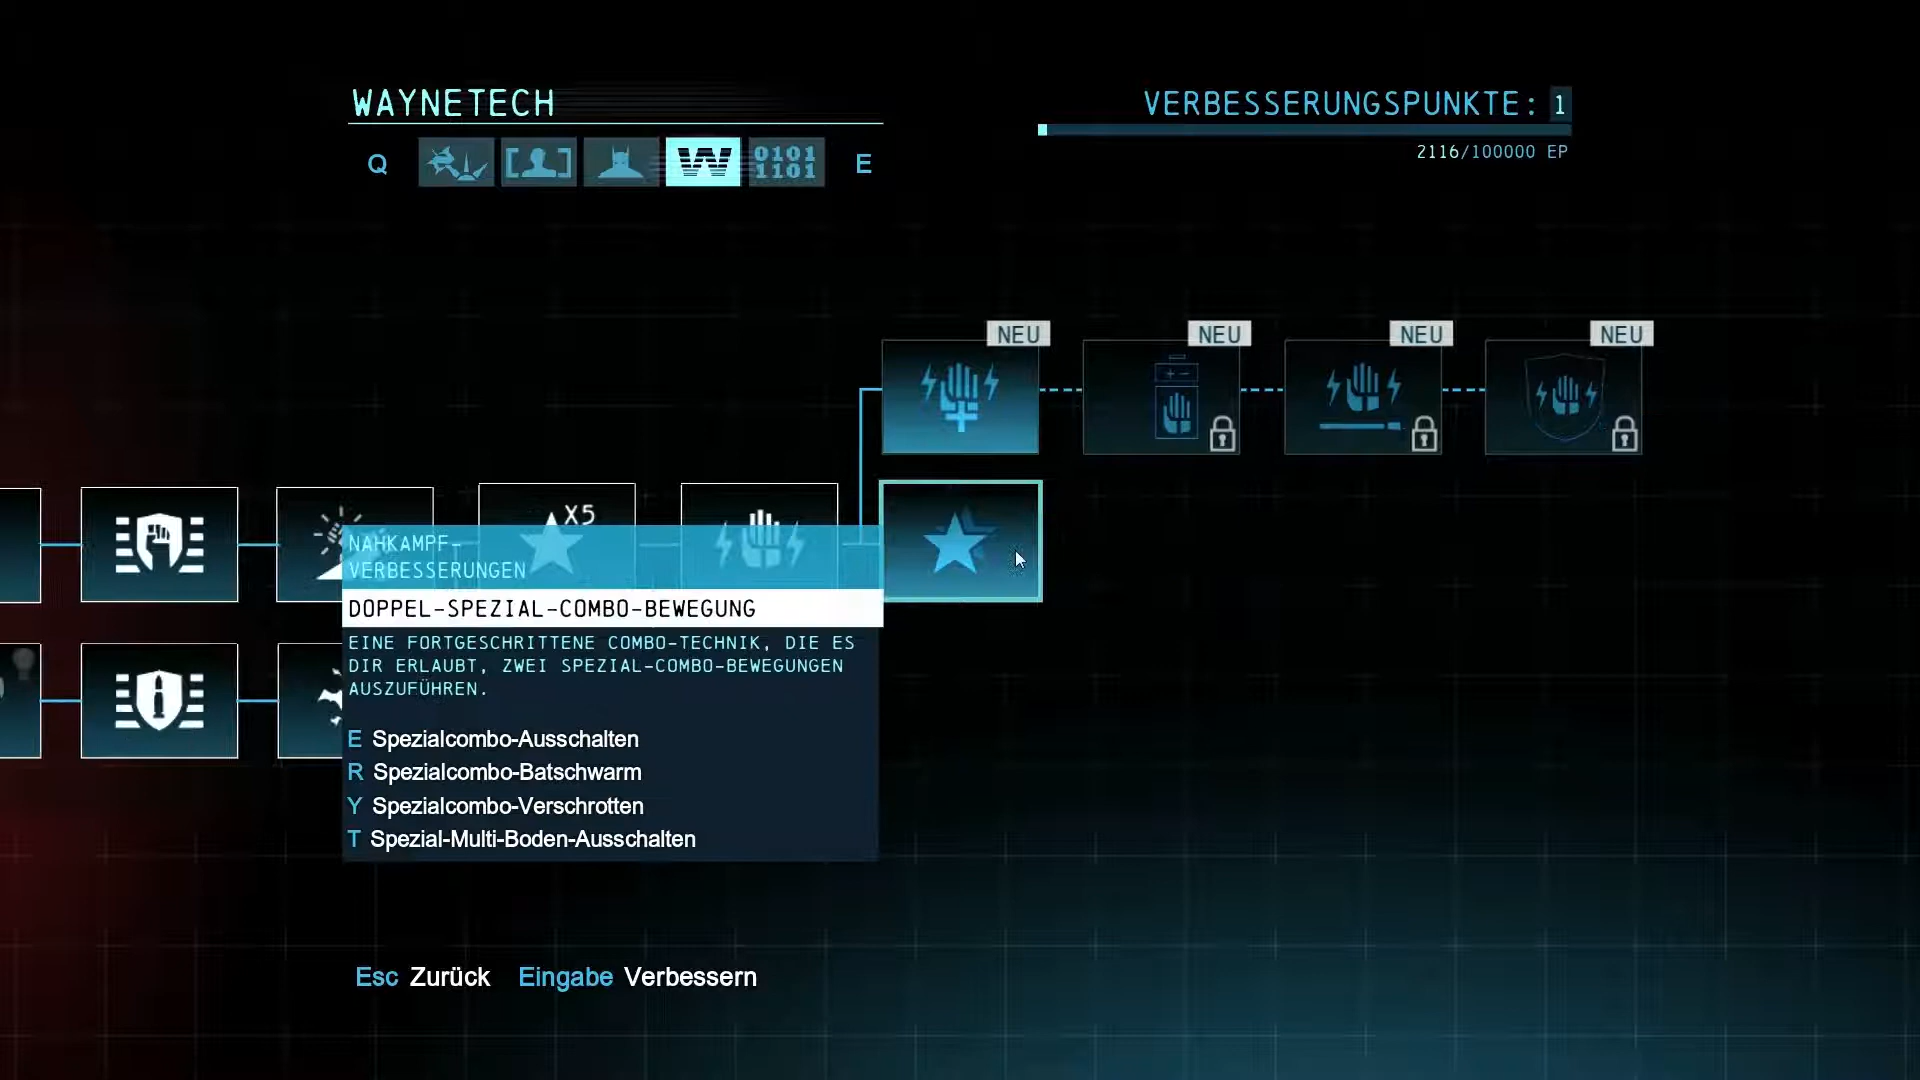 WAYNETECH
VERBESSERUNGSPUNKTE: 1
2116/100000 EP
Q
W
0101
1101
E
NEU
NEU
NEU
NEU
+ -
X5
NAHKAMPF-
VERBESSERUNGEN
DOPPEL-SPEZIAL-COMBO-BEWEGUNG
EINE FORTGESCHRITTENE COMBO-TECHNIK, DIE ES
DIR ERLAUBT, ZWEI SPEZIAL-COMBO-BEWEGUNGEN
AUSZUFÜHREN.
E Spezialcombo-Ausschalten
R Spezialcombo-Batschwarm
Y Spezialcombo-Verschrotten
T Spezial-Multi-Boden-Ausschalten
Esc Zurück Eingabe Verbessern